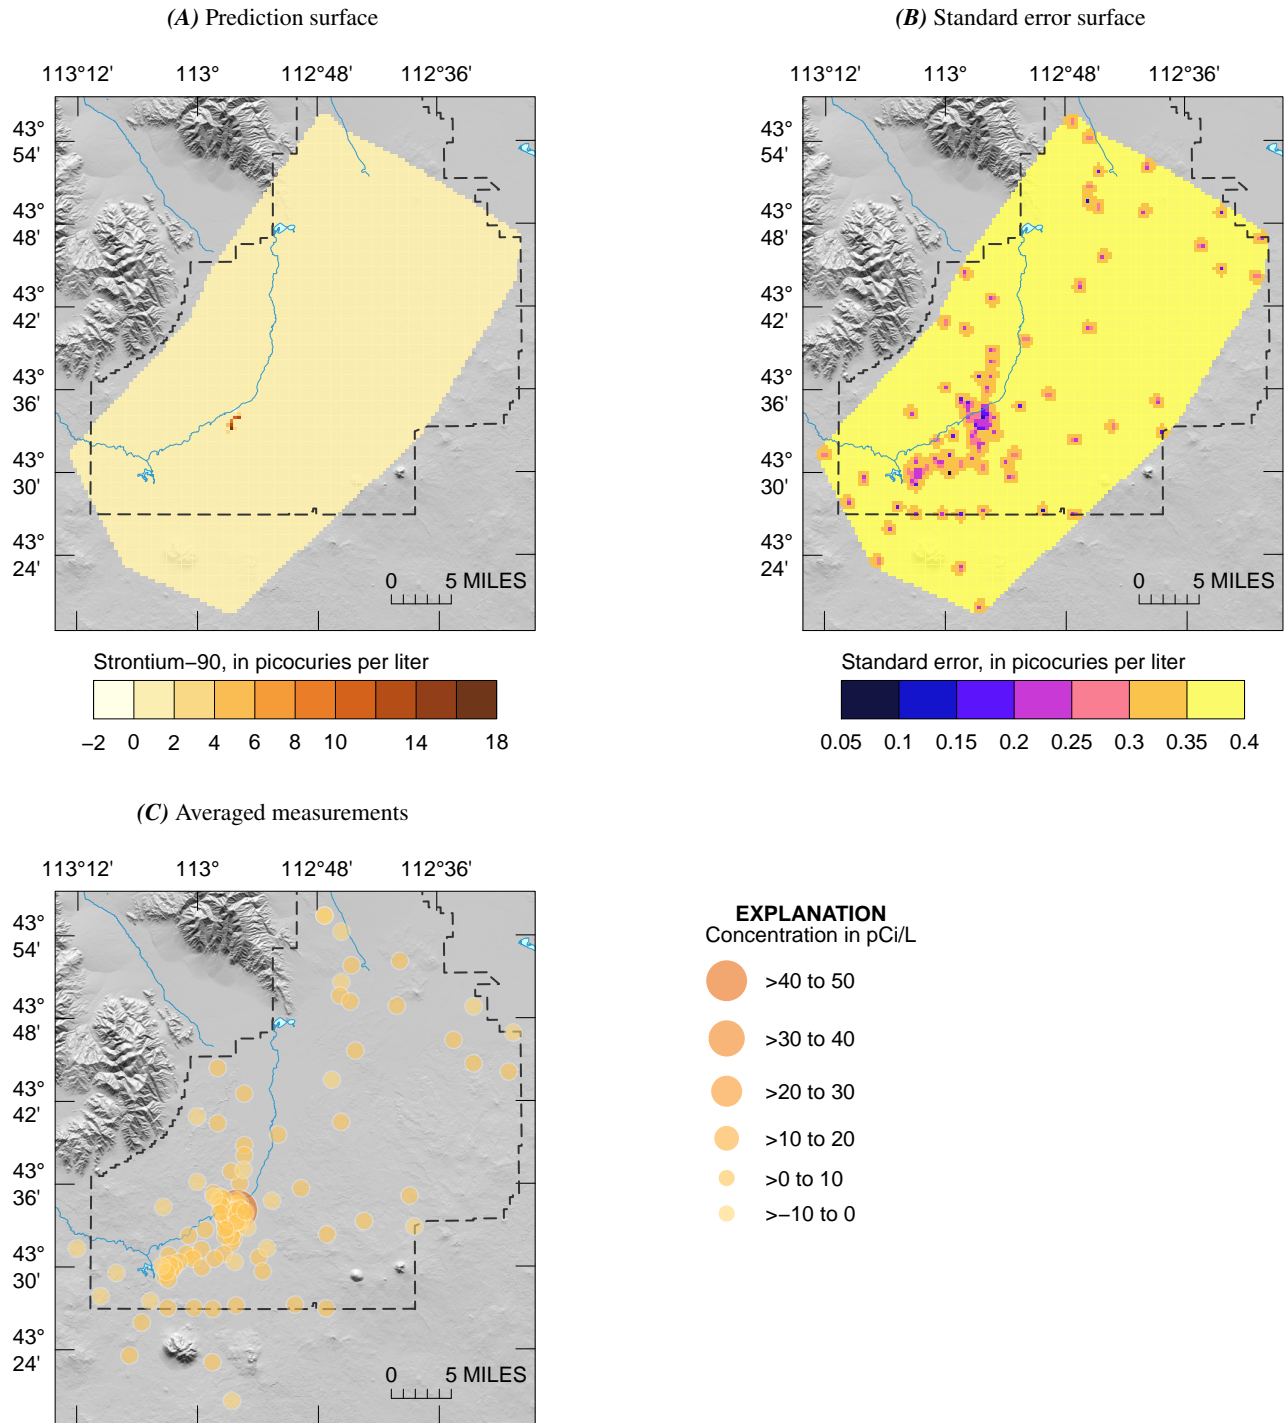 (A) Prediction surface
113°12' 113° 112°48' 112°36'
43°
54'
43°
48'
43°
42'
43°
36'
43°
30'
43°
24'
0 5 MILES
Strontium−90, in picocuries per liter
−2 0 2 4 6 8 10 14 18
(B) Standard error surface
113°12' 113° 112°48' 112°36'
43°
54'
43°
48'
43°
42'
43°
36'
43°
30'
43°
24'
0 5 MILES
Standard error, in picocuries per liter
0.05 0.1 0.15 0.2 0.25 0.3 0.35 0.4
(C) Averaged measurements
113°12' 113° 112°48' 112°36'
43°
54'
43°
48'
43°
42'
43°
36'
43°
30'
43°
24'
0 5 MILES
EXPLANATION
Concentration in pCi/L
>40 to 50
>30 to 40
>20 to 30
>10 to 20
>0 to 10
>−10 to 0